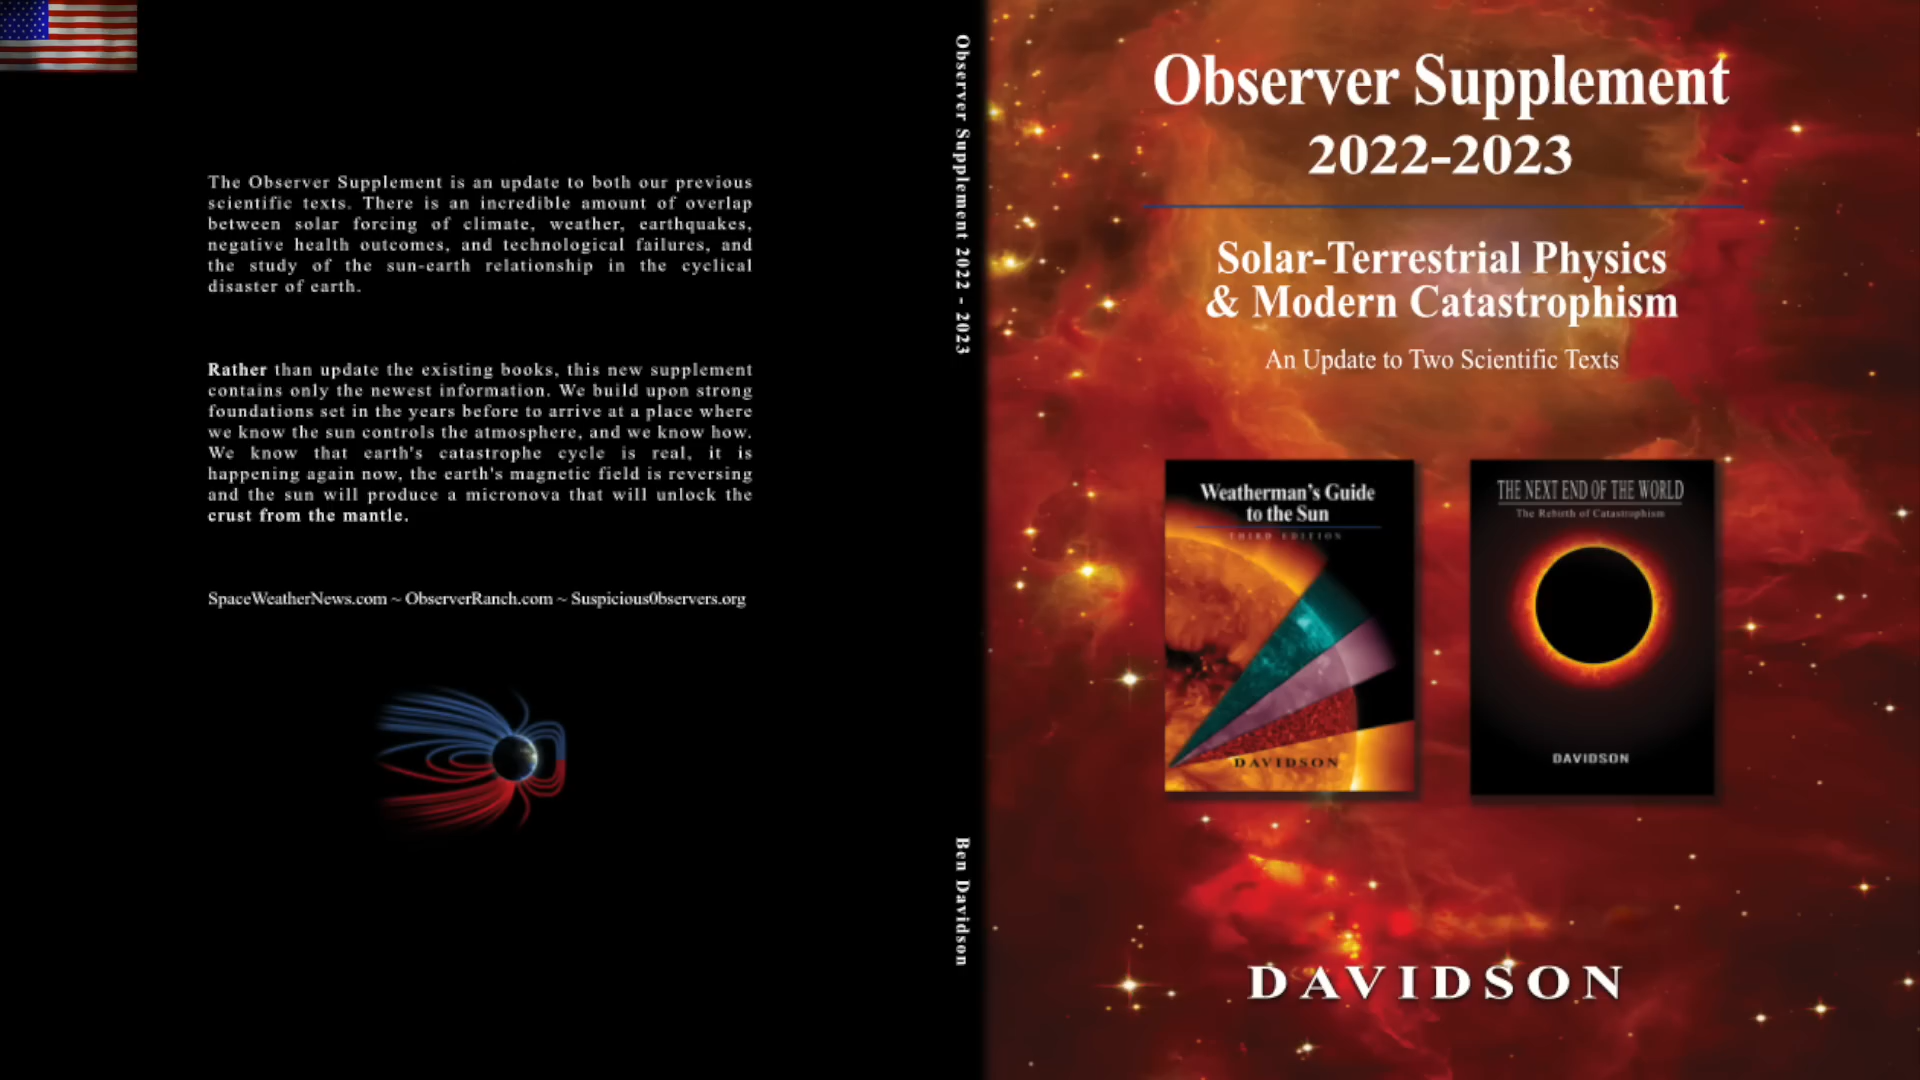 The Observer Supplement is an update to both our previous
scientific texts. There is an incredible amount of overlap
between solar forcing of climate, weather, earthquakes,
negative health outcomes, and technological failures, and
the study of the sun-earth relationship in the cyclical
disaster of earth.
Rather than update the existing books, this new supplement
contains only the newest information. We build upon strong
foundations set in the years before to arrive at a place where
we know the sun controls the atmosphere, and we know how.
We know that earth's catastrophe cycle is real, it is
happening again now, the earth's magnetic field is reversing
and the sun will produce a micronova that will unlock the
crust from the mantle.
SpaceWeatherNews.com ~ ObserverRanch.com ~ Suspicious0bservers.org
Observer Supplement 2022 - 2023
Ben Davidson
Observer Supplement
2022-2023
Solar-Terrestrial Physics
& Modern Catastrophism
An Update to Two Scientific Texts
Weatherman's Guide
to the Sun
THIRD EDITION
DAVIDSON
THE NEXT END OF THE WORLD
The Rebirth of Catastrophism
DAVIDSON
DAVIDSON